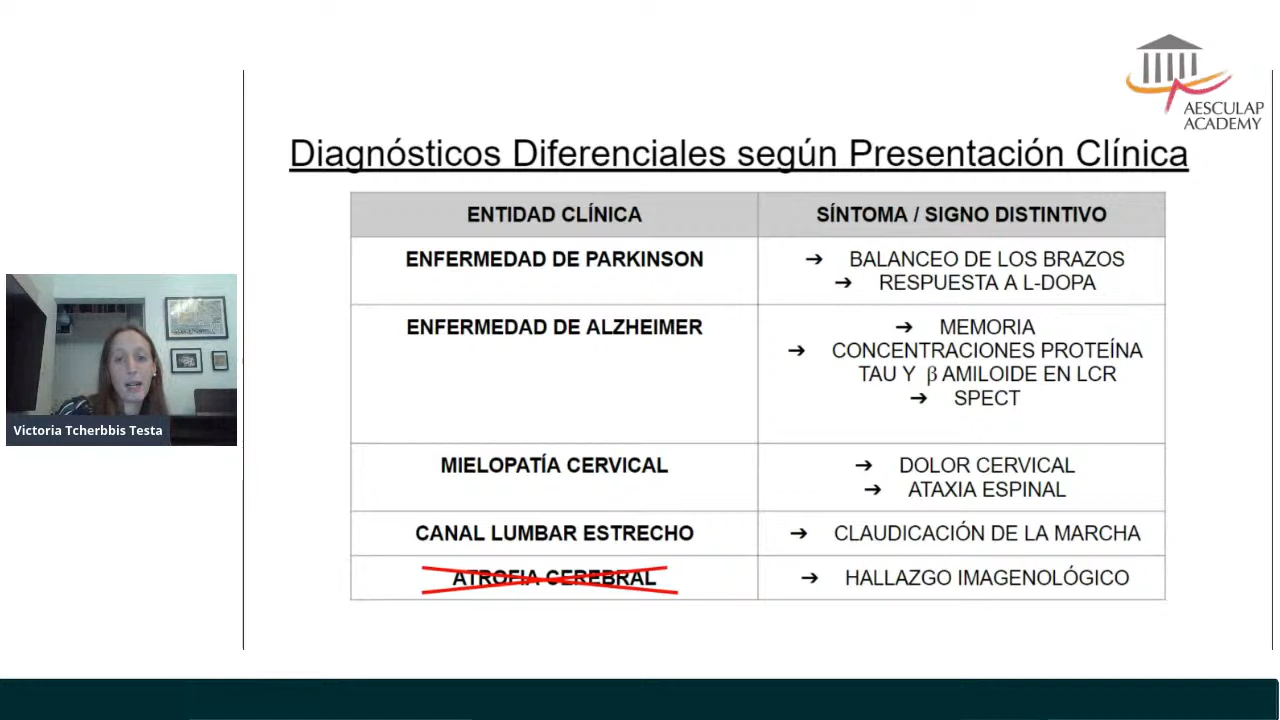 AESCULAP
ACADEMY
Diagnósticos Diferenciales según Presentación Clínica
ENTIDAD CLÍNICA
SÍNTOMA / SIGNO DISTINTIVO
ENFERMEDAD DE PARKINSON
➔ BALANCEO DE LOS BRAZOS
➔ RESPUESTA A L-DOPA
ENFERMEDAD DE ALZHEIMER
➔ MEMORIA
➔ CONCENTRACIONES PROTEÍNA
TAU Y β AMILOIDE EN LCR
➔ SPECT
MIELOPATÍA CERVICAL
➔ DOLOR CERVICAL
➔ ATAXIA ESPINAL
CANAL LUMBAR ESTRECHO
➔ CLAUDICACIÓN DE LA MARCHA
ATROFIA CEREBRAL
➔ HALLAZGO IMAGENOLÓGICO
Victoria Tcherbbis Testa